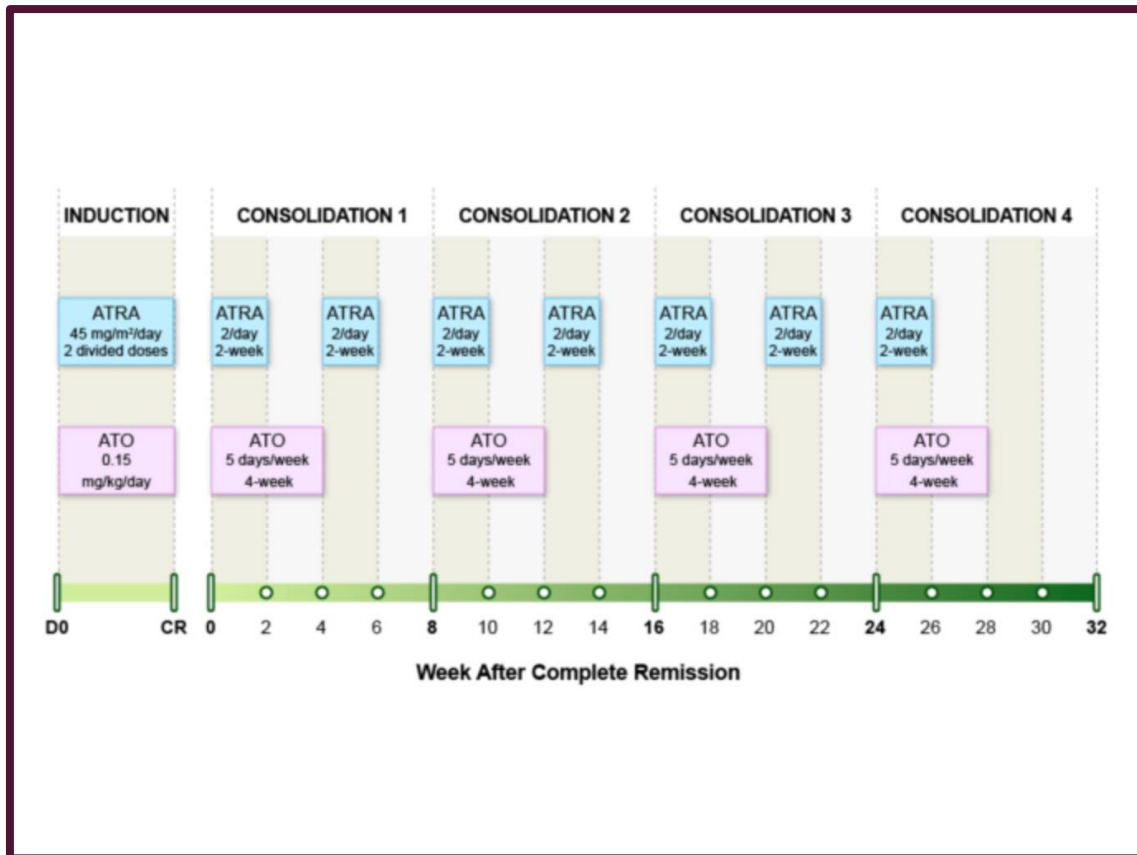 INDUCTION
CONSOLIDATION 1
CONSOLIDATION 2
CONSOLIDATION 3
CONSOLIDATION 4
ATRA
45 mg/m²/day
2 divided doses
ATRA
2/day
2-week
ATRA
2/day
2-week
ATRA
2/day
2-week
ATRA
2/day
2-week
ATRA
2/day
2-week
ATRA
2/day
2-week
ATRA
2/day
2-week
ATO
0.15
mg/kg/day
ATO
5 days/week
4-week
ATO
5 days/week
4-week
ATO
5 days/week
4-week
ATO
5 days/week
4-week
D0 CR 0 2 4 6 8 10 12 14 16 18 20 22 24 26 28 30 32
Week After Complete Remission